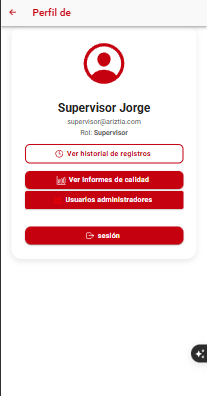 Perfil de
Supervisor Jorge
supervisor@ariztia.com
Rol: Supervisor
Ver historial de registros
Ver informes de calidad
Usuarios administradores
sesión